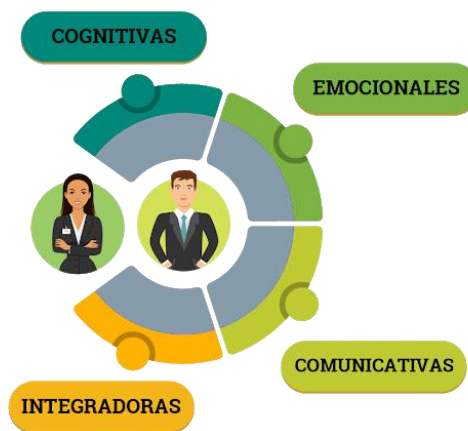 COGNITIVAS
EMOCIONALES
COMUNICATIVAS
INTEGRADORAS